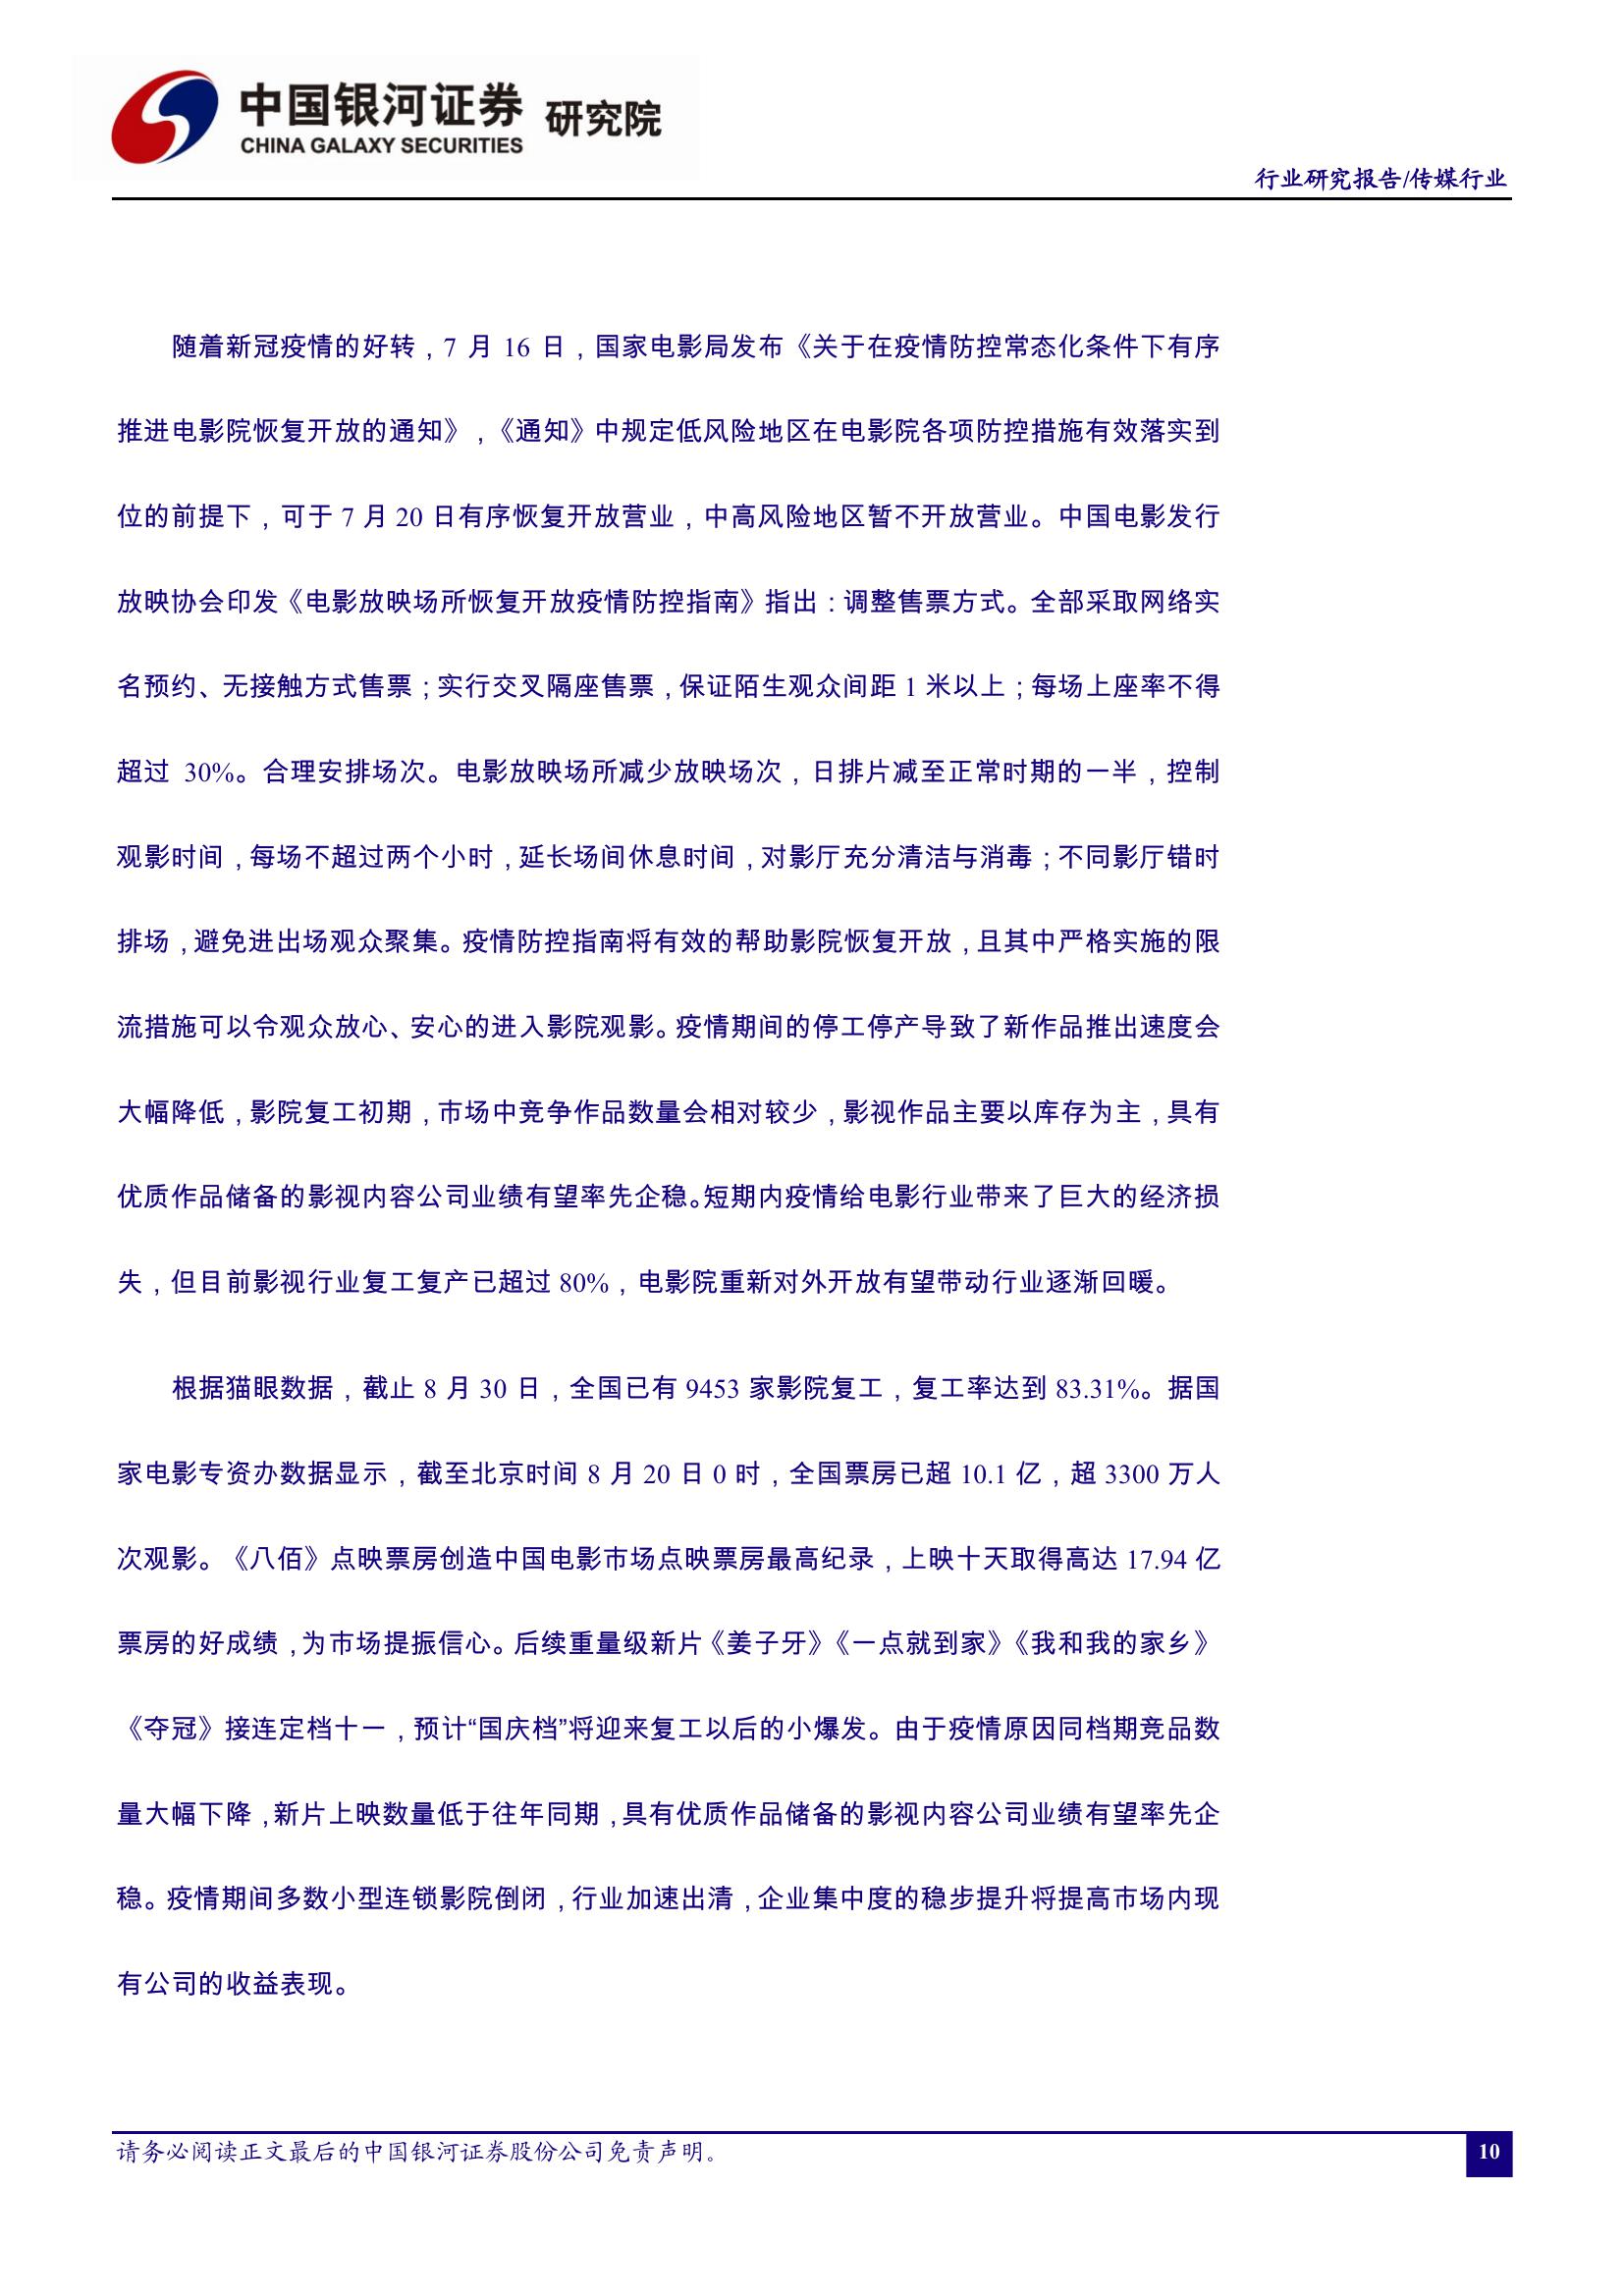 中国银河证券 研究院
CHINA GALAXY SECURITIES
行业研究报告/传媒行业
随着新冠疫情的好转，7 月 16 日，国家电影局发布《关于在疫情防控常态化条件下有序
推进电影院恢复开放的通知》，《通知》中规定低风险地区在电影院各项防控措施有效落实到
位的前提下，可于 7 月 20 日有序恢复开放营业，中高风险地区暂不开放营业。中国电影发行
放映协会印发《电影放映场所恢复开放疫情防控指南》指出：调整售票方式。全部采取网络实
名预约、无接触方式售票；实行交叉隔座售票，保证陌生观众间距 1 米以上；每场上座率不得
超过 30%。合理安排场次。电影放映场所减少放映场次，日排片减至正常时期的一半，控制
观影时间，每场不超过两个小时，延长场间休息时间，对影厅充分清洁与消毒；不同影厅错时
排场，避免进出场观众聚集。疫情防控指南将有效的帮助影院恢复开放，且其中严格实施的限
流措施可以令观众放心、安心的进入影院观影。疫情期间的停工停产导致了新作品推出速度会
大幅降低，影院复工初期，市场中竞争作品数量会相对较少，影视作品主要以库存为主，具有
优质作品储备的影视内容公司业绩有望率先企稳。短期内疫情给电影行业带来了巨大的经济损
失，但目前影视行业复工复产已超过 80%，电影院重新对外开放有望带动行业逐渐回暖。
根据猫眼数据，截止 8 月 30 日，全国已有 9453 家影院复工，复工率达到 83.31%。据国
家电影专资办数据显示，截至北京时间 8 月 20 日 0 时，全国票房已超 10.1 亿，超 3300 万人
次观影。《八佰》点映票房创造中国电影市场点映票房最高纪录，上映十天取得高达 17.94 亿
票房的好成绩，为市场提振信心。后续重量级新片《姜子牙》《一点就到家》《我和我的家乡》
《夺冠》接连定档十一，预计“国庆档”将迎来复工以后的小爆发。由于疫情原因同档期竞品数
量大幅下降，新片上映数量低于往年同期，具有优质作品储备的影视内容公司业绩有望率先企
稳。疫情期间多数小型连锁影院倒闭，行业加速出清，企业集中度的稳步提升将提高市场内现
有公司的收益表现。
请务必阅读正文最后的中国银河证券股份公司免责声明。
10